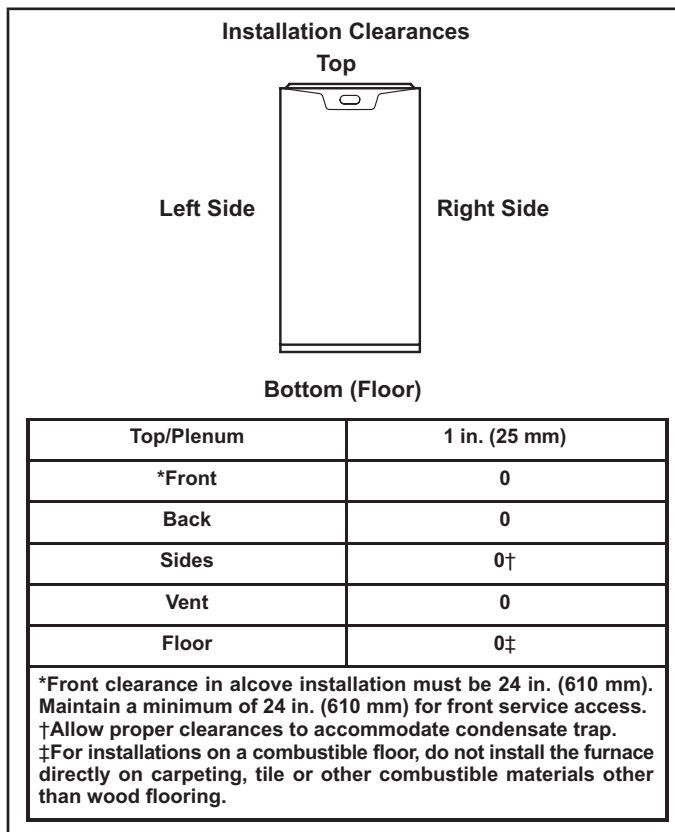 Installation Clearances
Top
Left Side
Right Side
Bottom (Floor)
Top/Plenum 1 in. (25 mm)
*Front 0
Back 0
Sides 0†
Vent 0
Floor 0‡
*Front clearance in alcove installation must be 24 in. (610 mm).
Maintain a minimum of 24 in. (610 mm) for front service access.
†Allow proper clearances to accommodate condensate trap.
‡For installations on a combustible floor, do not install the furnace
directly on carpeting, tile or other combustible materials other
than wood flooring.